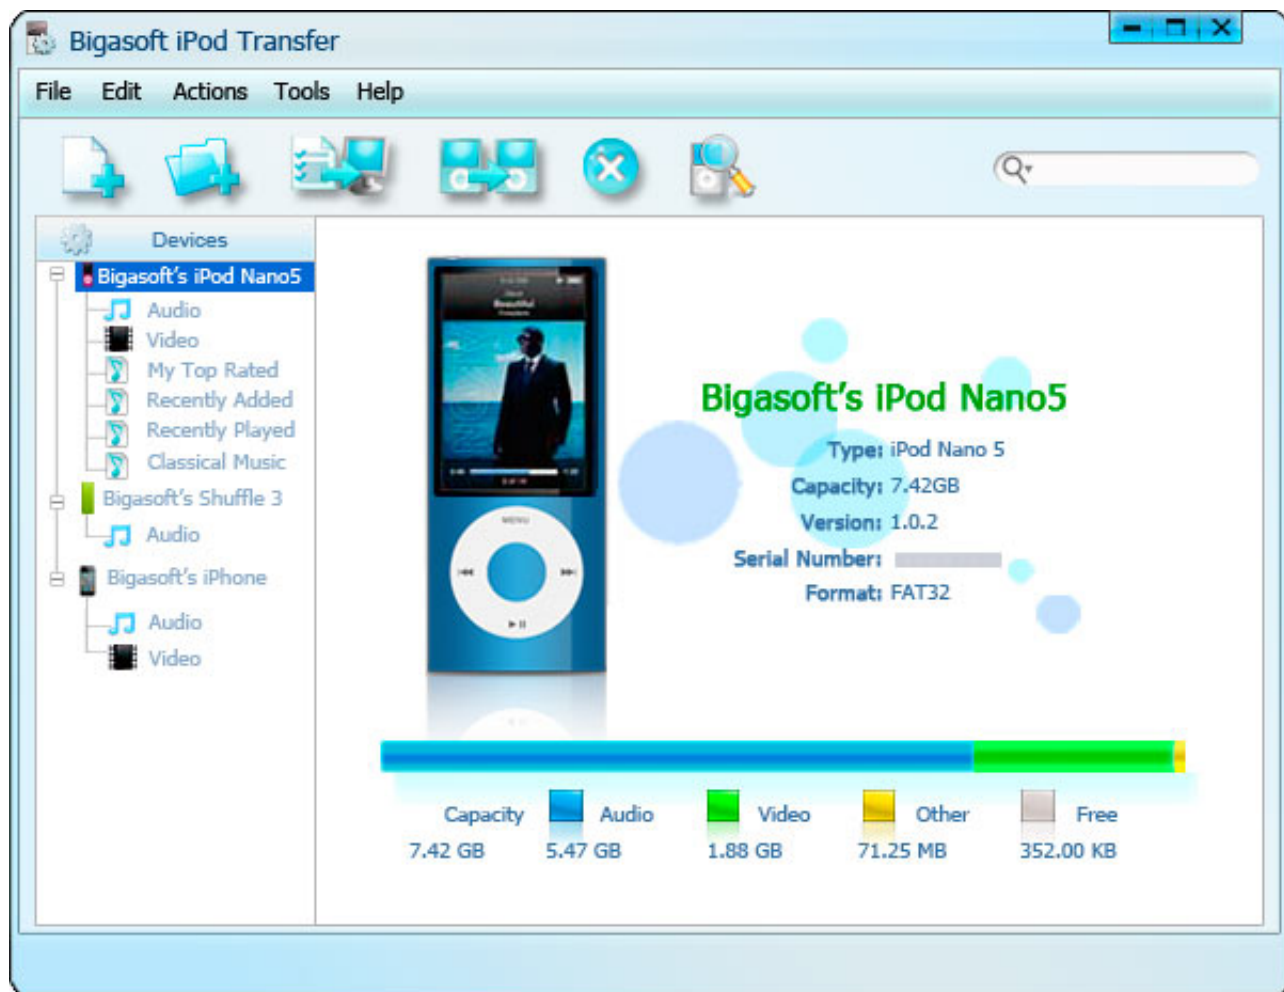 Bigasoft iPod Transfer
File Edit Actions Tools Help
Devices
Bigasoft's iPod Nano5
Audio
Video
My Top Rated
Recently Added
Recently Played
Classical Music
Bigasoft's Shuffle 3
Audio
Bigasoft's iPhone
Audio
Video
Beautiful
MENU
Bigasoft's iPod Nano5
Type: iPod Nano 5
Capacity: 7.42GB
Version: 1.0.2
Serial Number:
Format: FAT32
Capacity Audio Video Other Free
7.42 GB 5.47 GB 1.88 GB 71.25 MB 352.00 KB